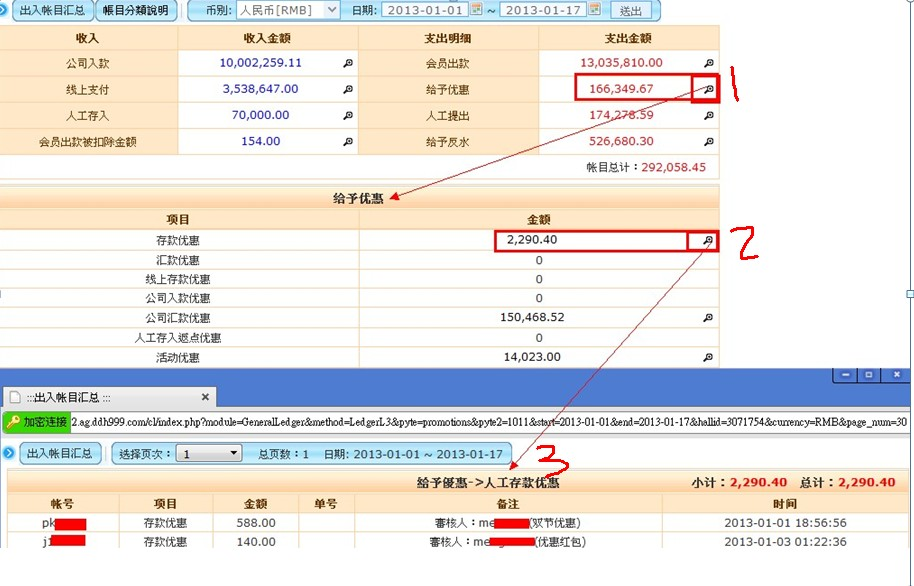 出入帐目汇总 帳目分類說明 币别: 人民币[RMB] 日期: 2013-01-01 ~ 2013-01-17 送出
收入 收入金额 支出明细 支出金额
公司入款 10,002,259.11 会员出款 13,035,810.00
线上支付 3,538,647.00 给予优惠 166,349.67 1
人工存入 70,000.00 人工提出 174,278.59
会员出款被扣除金额 154.00 给予反水 526,680.30
帐目总计：292,058.45
给予优惠
项目 金额
存款优惠 2,290.40 2
汇款优惠 0
线上存款优惠 0
公司入款优惠 0
公司汇款优惠 150,468.52
人工存入返点优惠 0
活动优惠 14,023.00
:::出入帐目汇总 :::
加密连接 2.ag.ddh999.com/cl/index.php?module=GeneralLedger&method=LedgerL3&pyte=promotions&pyte2=1011&start=2013-01-01&end=2013-01-17&hallid=3071754&currency=RMB&page_num=30
出入帐目汇总 选择页次： 1 总页数：1 日期: 2013-01-01 ~ 2013-01-17 3
给予優惠->人工存款优惠 小计：2,290.40 总计：2,290.40
帐号 项目 金额 单号 备注 时间
pk 存款优惠 588.00 審核人：me (双节优惠) 2013-01-01 18:56:56
j1 存款优惠 140.00 審核人：me (优惠红包) 2013-01-03 01:22:36